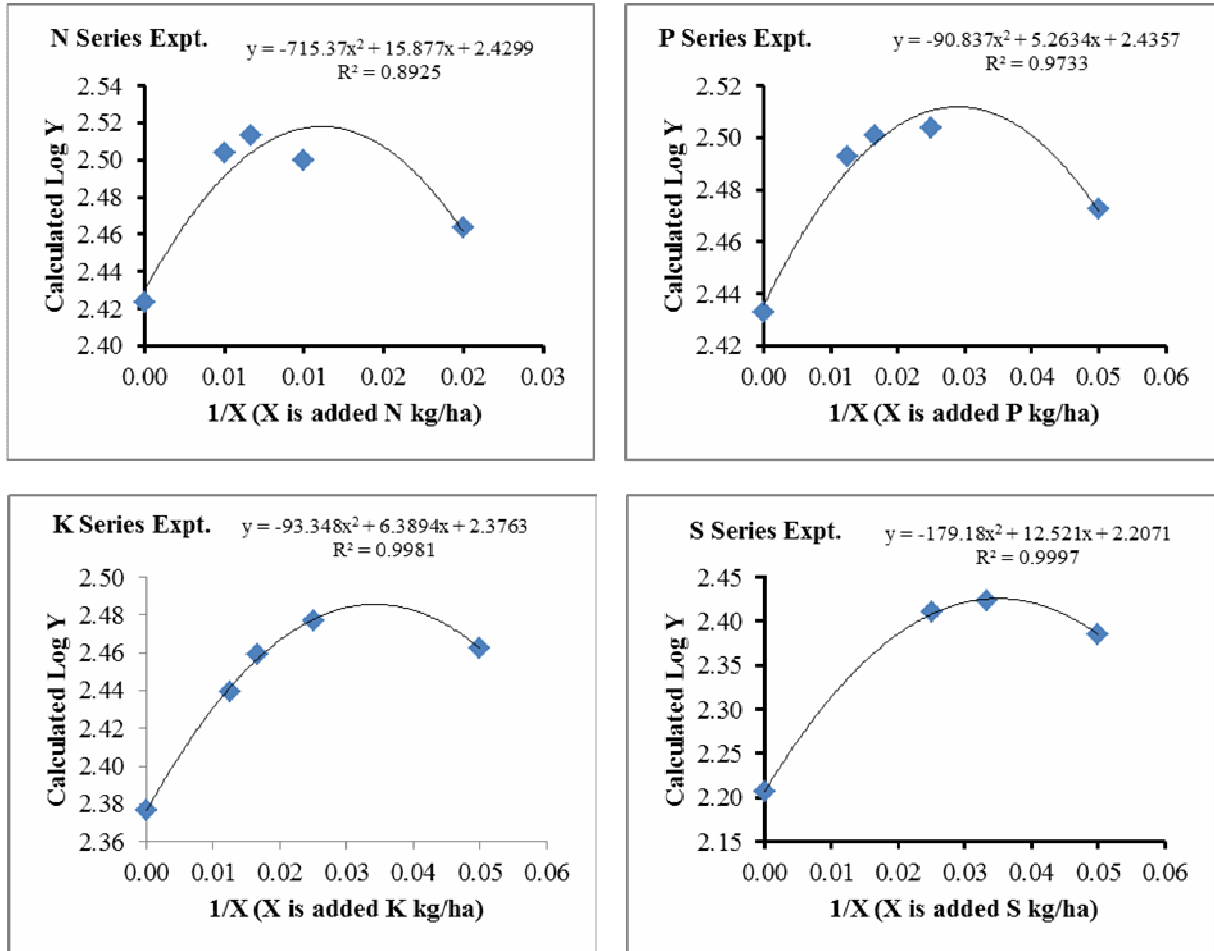 N Series Expt.
y = -715.37x² + 15.877x + 2.4299
R² = 0.8925
2.54
2.52
2.50
2.48
2.46
2.44
2.42
2.40
Calculated Log Y
0.00 0.01 0.01 0.02 0.02 0.03
1/X (X is added N kg/ha)
P Series Expt.
y = -90.837x² + 5.2634x + 2.4357
R² = 0.9733
2.52
2.50
2.48
2.46
2.44
2.42
Calculated Log Y
0.00 0.01 0.02 0.03 0.04 0.05 0.06
1/X (X is added P kg/ha)
K Series Expt.
y = -93.348x² + 6.3894x + 2.3763
R² = 0.9981
2.50
2.48
2.46
2.44
2.42
2.40
2.38
2.36
Calculated Log Y
0.00 0.01 0.02 0.03 0.04 0.05 0.06
1/X (X is added K kg/ha)
S Series Expt.
y = -179.18x² + 12.521x + 2.2071
R² = 0.9997
2.45
2.40
2.35
2.30
2.25
2.20
2.15
Calculated Log Y
0.00 0.01 0.02 0.03 0.04 0.05 0.06
1/X (X is added S kg/ha)